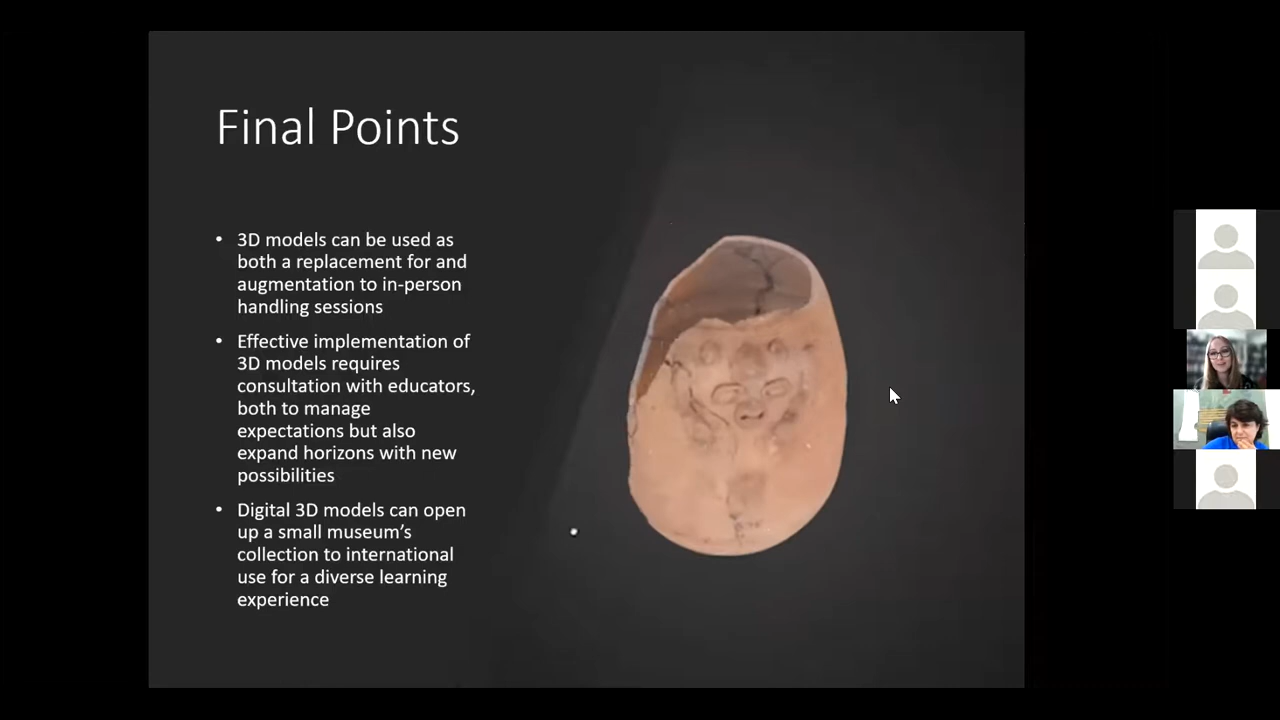 Final Points
• 3D models can be used as
both a replacement for and
augmentation to in-person
handling sessions
• Effective implementation of
3D models requires
consultation with educators,
both to manage
expectations but also
expand horizons with new
possibilities
• Digital 3D models can open
up a small museum's
collection to international
use for a diverse learning
experience